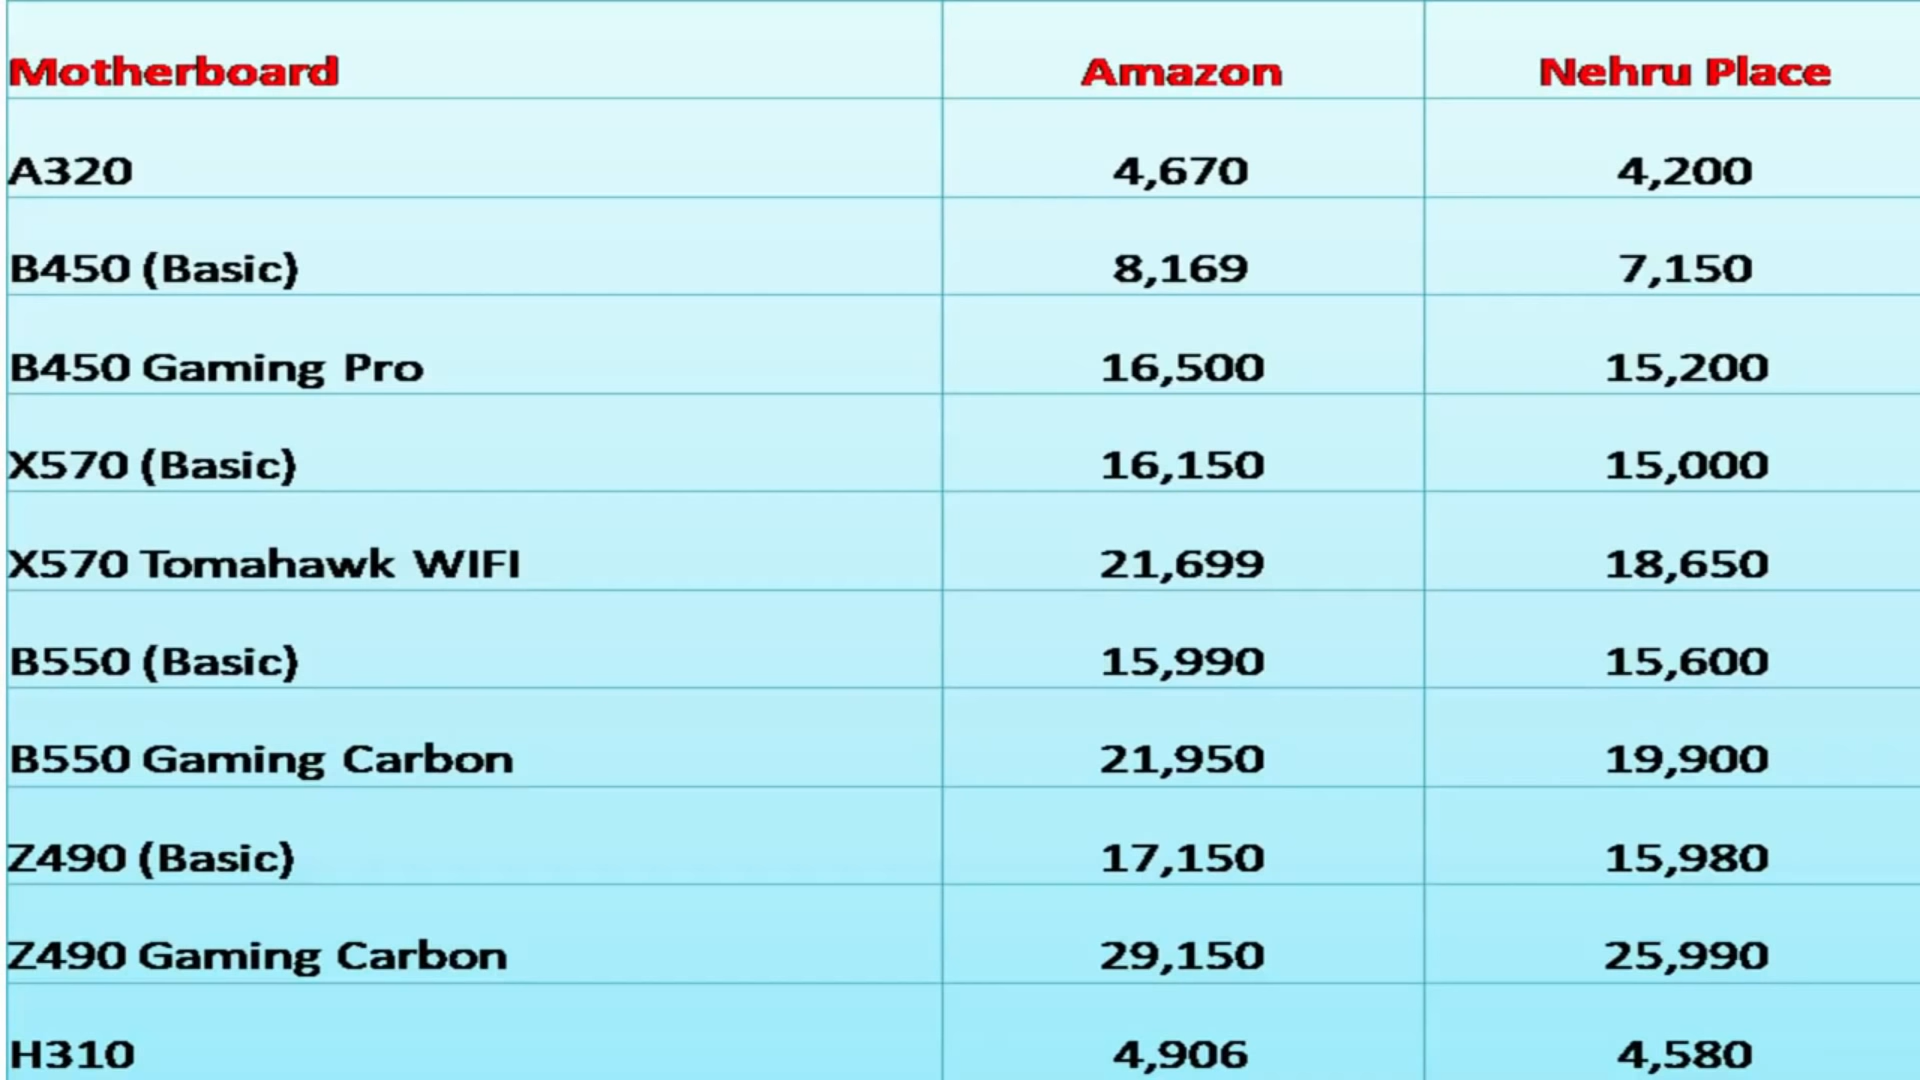 Motherboard Amazon Nehru Place
A320 4,670 4,200
B450 (Basic) 8,169 7,150
B450 Gaming Pro 16,500 15,200
X570 (Basic) 16,150 15,000
X570 Tomahawk WIFI 21,699 18,650
B550 (Basic) 15,990 15,600
B550 Gaming Carbon 21,950 19,900
Z490 (Basic) 17,150 15,980
Z490 Gaming Carbon 29,150 25,990
H310 4,906 4,580